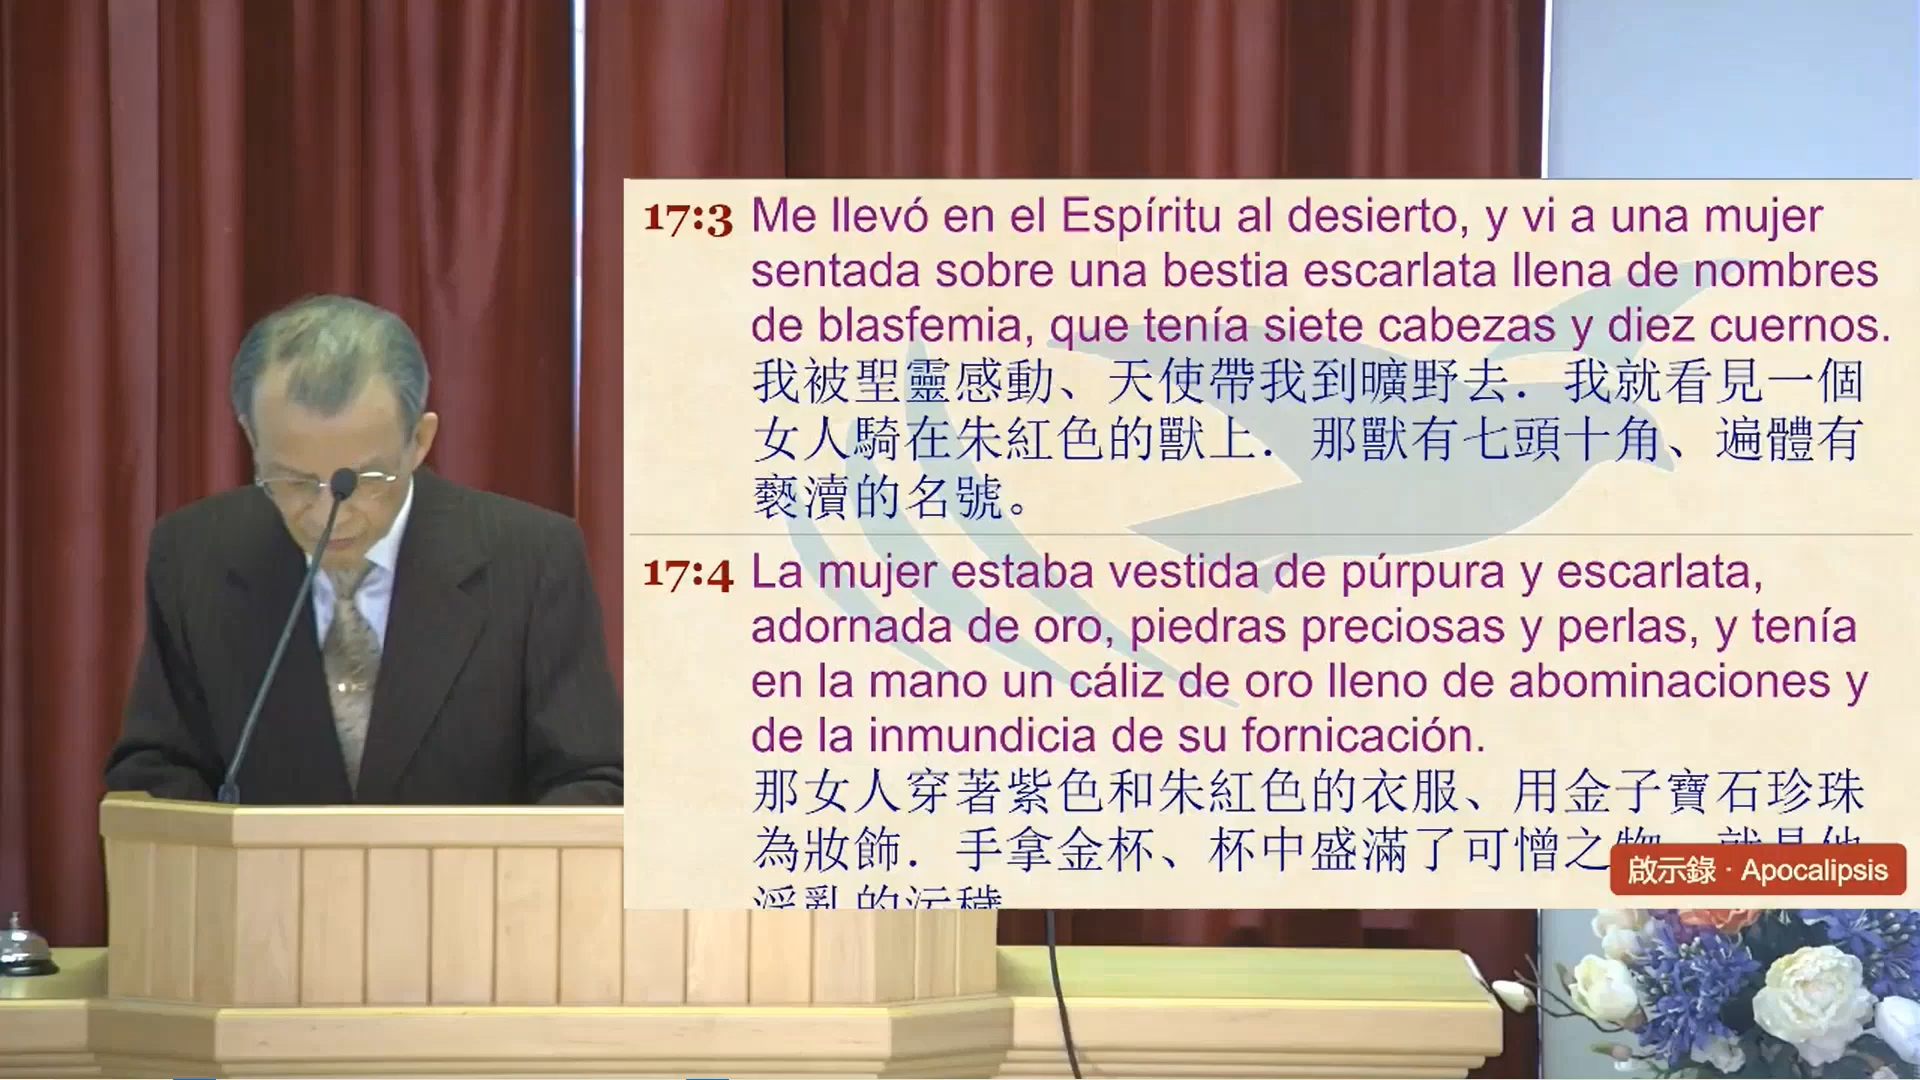 17:3 Me llevó en el Espíritu al desierto, y vi a una mujer
sentada sobre una bestia escarlata llena de nombres
de blasfemia, que tenía siete cabezas y diez cuernos.
我被聖靈感動、天使帶我到曠野去．我就看見一個
女人騎在朱紅色的獸上．那獸有七頭十角、遍體有
褻瀆的名號。
17:4 La mujer estaba vestida de púrpura y escarlata,
adornada de oro, piedras preciosas y perlas, y tenía
en la mano un cáliz de oro lleno de abominaciones y
de la inmundicia de su fornicación.
那女人穿著紫色和朱紅色的衣服、用金子寶石珍珠
為妝飾．手拿金杯、杯中盛滿了可憎之物
淫亂的污穢
啟示錄 · Apocalipsis